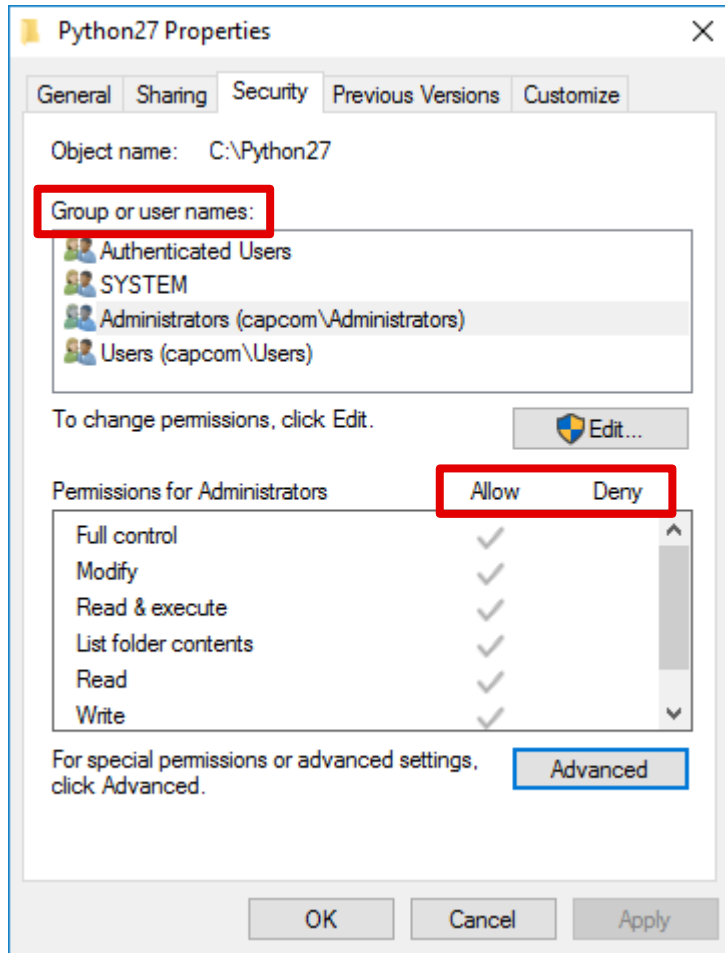 Python27 Properties
General Sharing Security Previous Versions Customize
Object name: C:\Python27
Group or user names:
Authenticated Users
SYSTEM
Administrators (capcom\Administrators)
Users (capcom\Users)
To change permissions, click Edit.
Edit...
Permissions for Administrators Allow Deny
Full control
Modify
Read & execute
List folder contents
Read
Write
For special permissions or advanced settings,
click Advanced.
Advanced
OK Cancel Apply